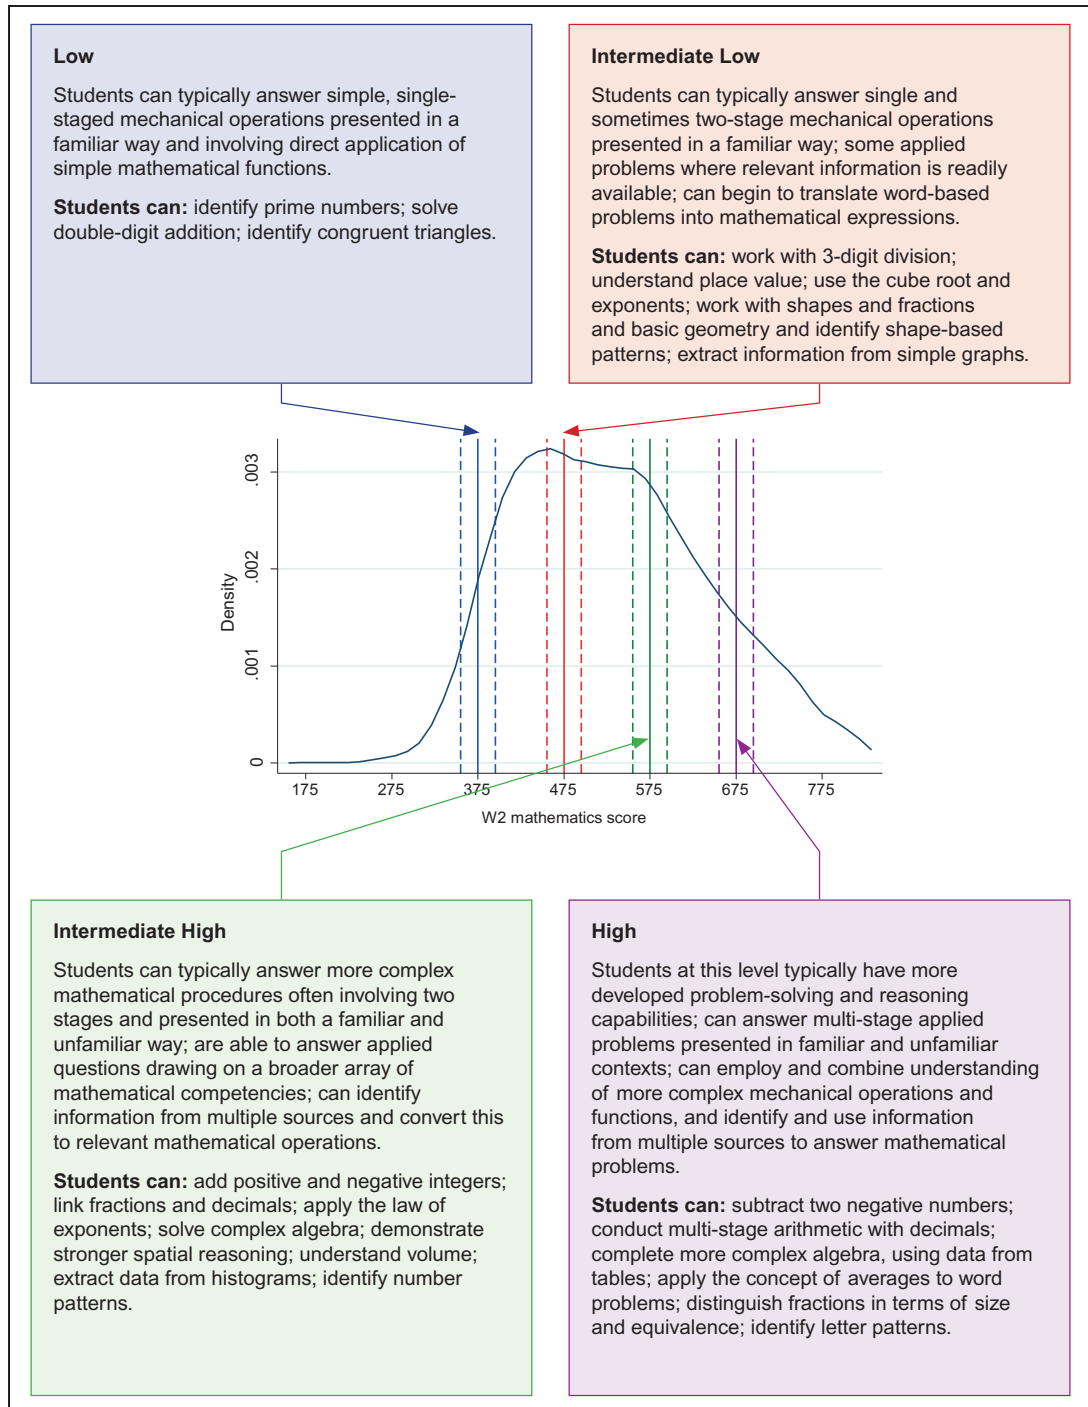 Low
Students can typically answer simple, single-
staged mechanical operations presented in a
familiar way and involving direct application of
simple mathematical functions.
Students can: identify prime numbers; solve
double-digit addition; identify congruent triangles.
Intermediate Low
Students can typically answer single and
sometimes two-stage mechanical operations
presented in a familiar way; some applied
problems where relevant information is readily
available; can begin to translate word-based
problems into mathematical expressions.
Students can: work with 3-digit division;
understand place value; use the cube root and
exponents; work with shapes and fractions
and basic geometry and identify shape-based
patterns; extract information from simple graphs.
Density
.003
.002
.001
0
175 275 375 475 575 675 775
W2 mathematics score
Intermediate High
Students can typically answer more complex
mathematical procedures often involving two
stages and presented in both a familiar and
unfamiliar way; are able to answer applied
questions drawing on a broader array of
mathematical competencies; can identify
information from multiple sources and convert this
to relevant mathematical operations.
Students can: add positive and negative integers;
link fractions and decimals; apply the law of
exponents; solve complex algebra; demonstrate
stronger spatial reasoning; understand volume;
extract data from histograms; identify number
patterns.
High
Students at this level typically have more
developed problem-solving and reasoning
capabilities; can answer multi-stage applied
problems presented in familiar and unfamiliar
contexts; can employ and combine understanding
of more complex mechanical operations and
functions, and identify and use information
from multiple sources to answer mathematical
problems.
Students can: subtract two negative numbers;
conduct multi-stage arithmetic with decimals;
complete more complex algebra, using data from
tables; apply the concept of averages to word
problems; distinguish fractions in terms of size
and equivalence; identify letter patterns.